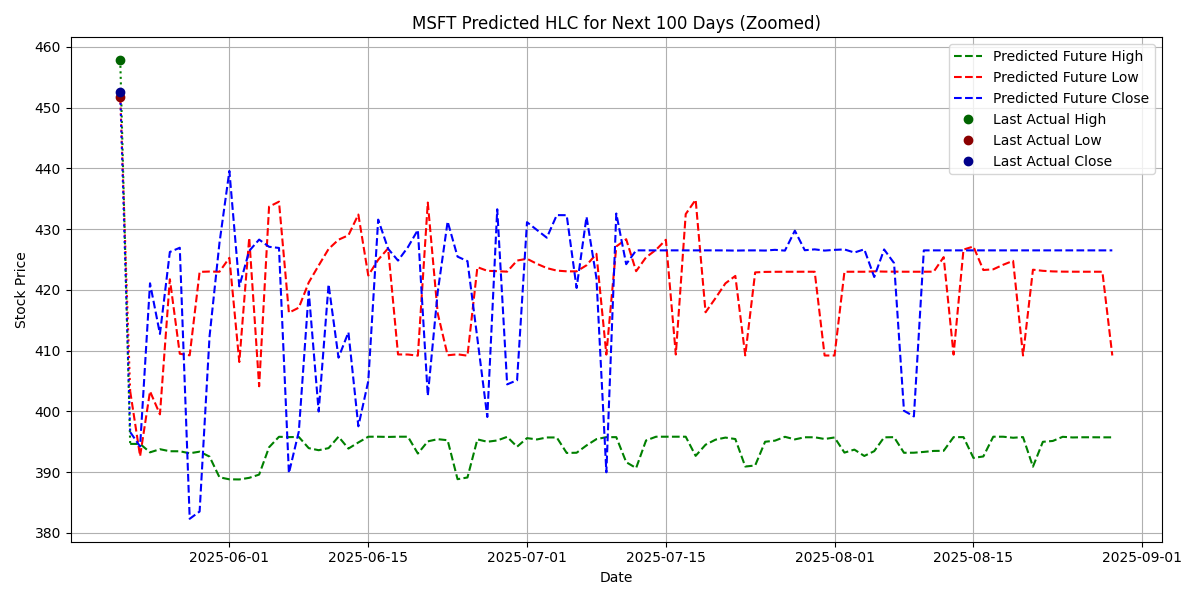 MSFT Predicted HLC for Next 100 Days (Zoomed)
460
450
440
430
420
410
400
390
380
Stock Price
Predicted Future High
Predicted Future Low
Predicted Future Close
Last Actual High
Last Actual Low
Last Actual Close
2025-06-01
2025-06-15
2025-07-01
2025-07-15
2025-08-01
2025-08-15
2025-09-01
Date